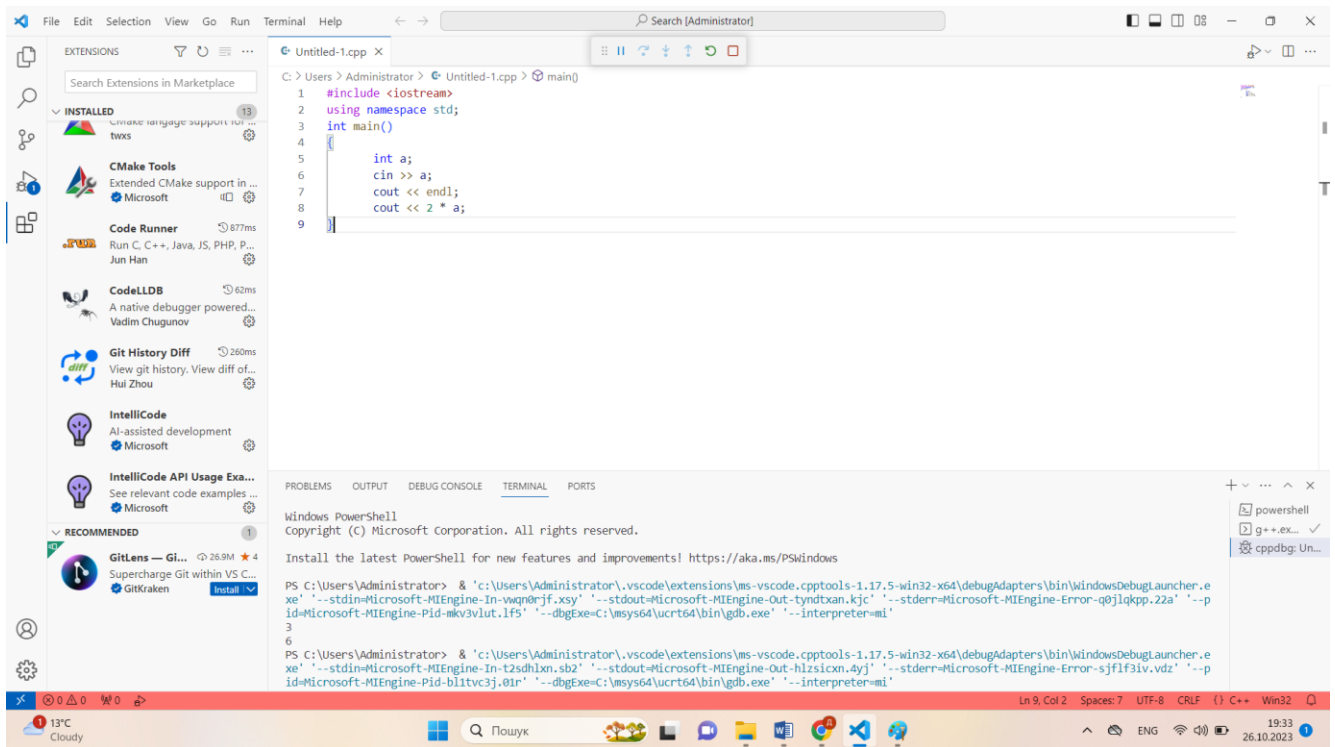 File Edit Selection View Go Run Terminal Help
Search [Administrator]
EXTENSIONS
Search Extensions in Marketplace
INSTALLED 13
CMake langage support for ...
twxs
CMake Tools
Extended CMake support in ...
Microsoft
Code Runner 877ms
Run C, C++, Java, JS, PHP, P...
Jun Han
CodeLLDB 62ms
A native debugger powered...
Vadim Chugunov
Git History Diff 260ms
View git history. View diff of...
Hui Zhou
IntelliCode
AI-assisted development
Microsoft
IntelliCode API Usage Exa...
See relevant code examples ...
Microsoft
RECOMMENDED 1
GitLens — Gi... 26.9M ★ 4
Supercharge Git within VS C...
GitKraken Install
Untitled-1.cpp
C: > Users > Administrator > Untitled-1.cpp > main()
1 #include <iostream>
2 using namespace std;
3 int main()
4 {
5 int a;
6 cin >> a;
7 cout << endl;
8 cout << 2 * a;
9 }
PROBLEMS OUTPUT DEBUG CONSOLE TERMINAL PORTS
Windows PowerShell
Copyright (C) Microsoft Corporation. All rights reserved.
Install the latest PowerShell for new features and improvements! https://aka.ms/PSWindows
PS C:\Users\Administrator> & 'c:\Users\Administrator\.vscode\extensions\ms-vscode.cpptools-1.17.5-win32-x64\debugAdapters\bin\WindowsDebugLauncher.e
xe' '--stdin=Microsoft-MIEngine-In-vwqn0rjf.xsy' '--stdout=Microsoft-MIEngine-Out-tyndtxan.kjc' '--stderr=Microsoft-MIEngine-Error-q0jlqkpp.22a' '--p
id=Microsoft-MIEngine-Pid-mkv3vlut.lf5' '--dbgExe=C:\msys64\ucrt64\bin\gdb.exe' '--interpreter=mi'
3
6
PS C:\Users\Administrator> & 'c:\Users\Administrator\.vscode\extensions\ms-vscode.cpptools-1.17.5-win32-x64\debugAdapters\bin\WindowsDebugLauncher.e
xe' '--stdin=Microsoft-MIEngine-In-t2sdhlxn.sb2' '--stdout=Microsoft-MIEngine-Out-hlzsicxn.4yj' '--stderr=Microsoft-MIEngine-Error-sjflf3iv.vdz' '--p
id=Microsoft-MIEngine-Pid-bl1tvc3j.01r' '--dbgExe=C:\msys64\ucrt64\bin\gdb.exe' '--interpreter=mi'
powershell
g++.ex...
cppdbg: Un...
0 0 0
Ln 9, Col 2 Spaces: 7 UTF-8 CRLF {} C++ Win32
1 13°C
Cloudy
Пошук
ENG
19:33
26.10.2023
1